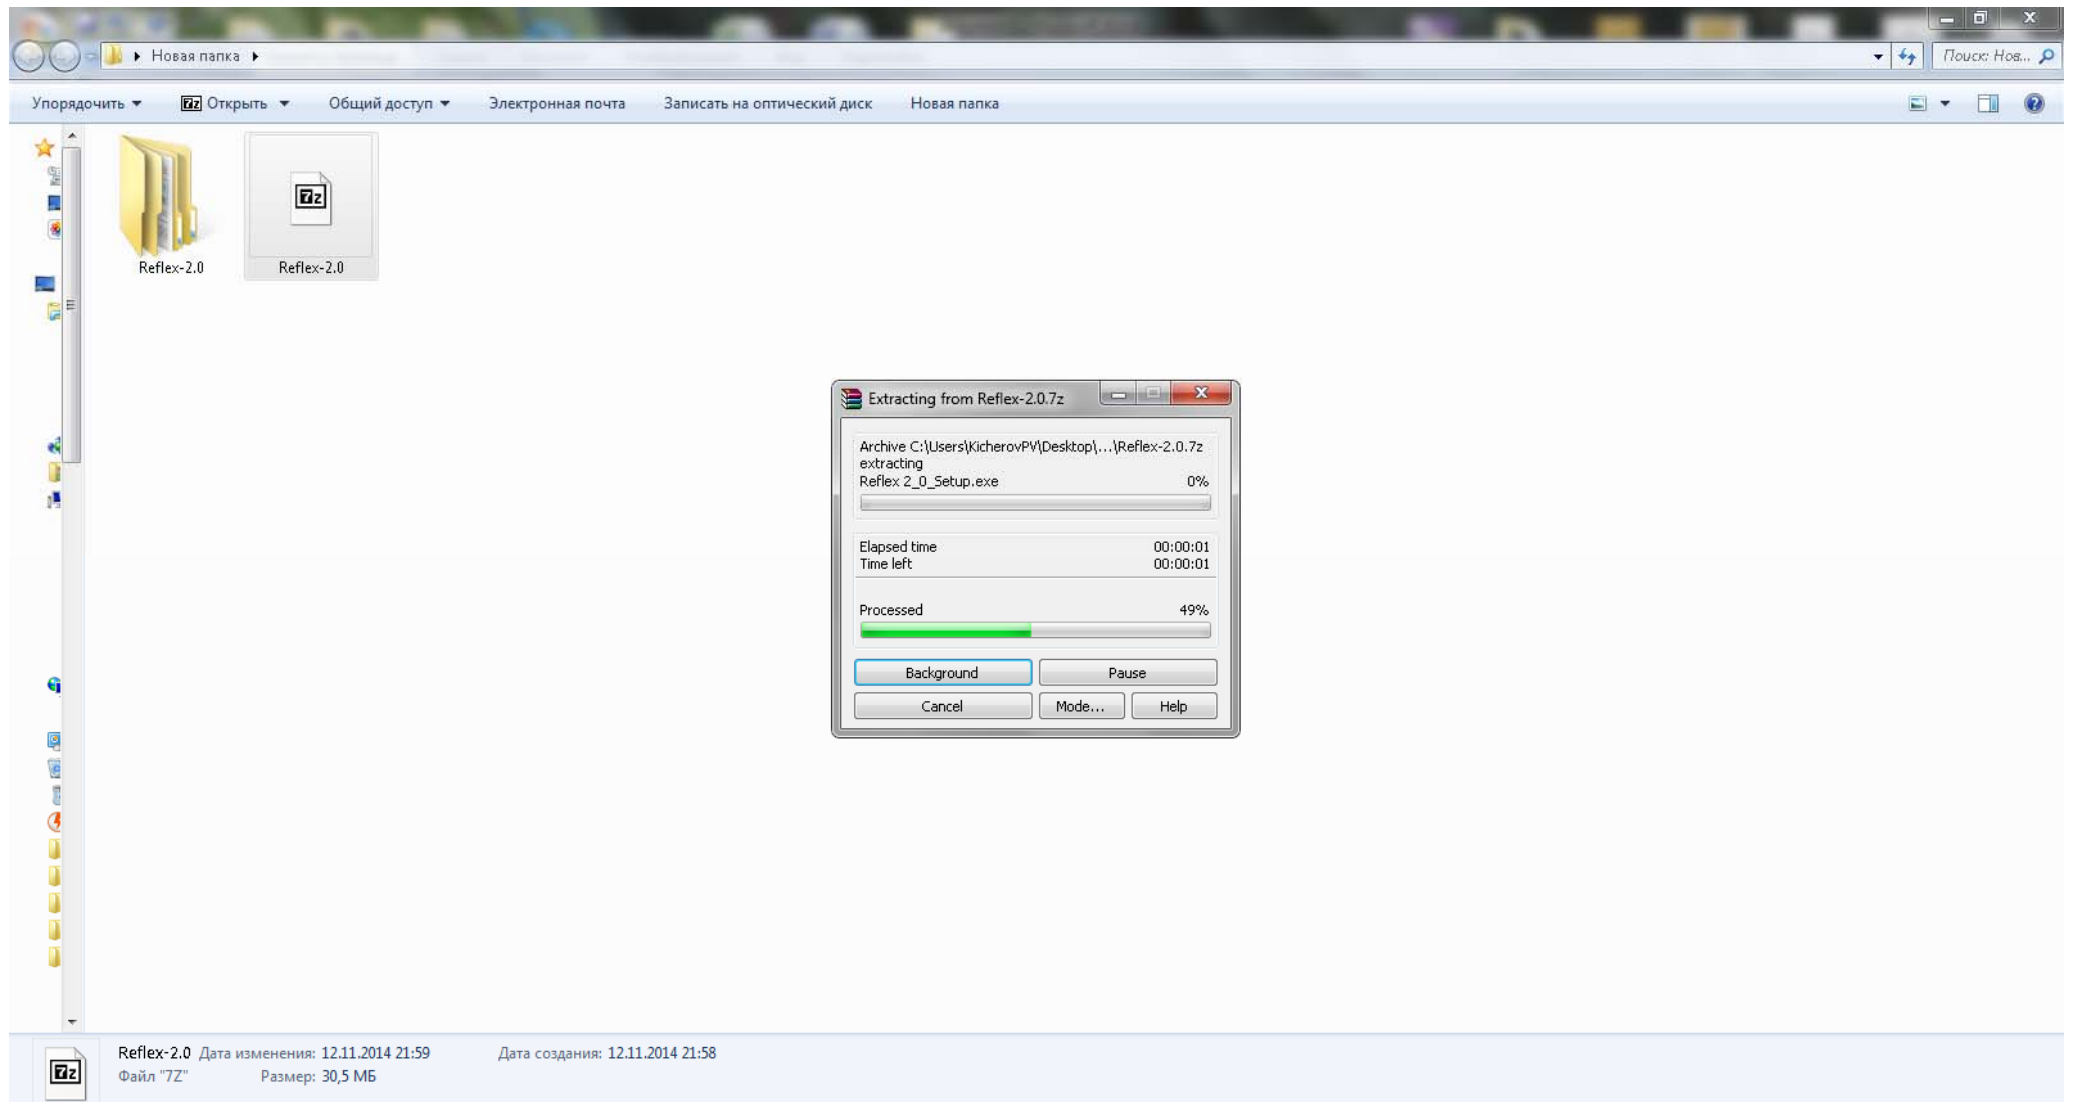 Новая папка
Поиск: Нов...
Упорядочить
7z Открыть
Общий доступ
Электронная почта
Записать на оптический диск
Новая папка
Reflex-2.0
7z
Reflex-2.0
Extracting from Reflex-2.0.7z
Archive C:\Users\KicherovPV\Desktop\...\Reflex-2.0.7z
extracting
Reflex 2_0_Setup.exe 0%
Elapsed time 00:00:01
Time left 00:00:01
Processed 49%
Background
Pause
Cancel
Mode...
Help
7z
Reflex-2.0 Дата изменения: 12.11.2014 21:59 Дата создания: 12.11.2014 21:58
Файл "7Z" Размер: 30,5 МБ